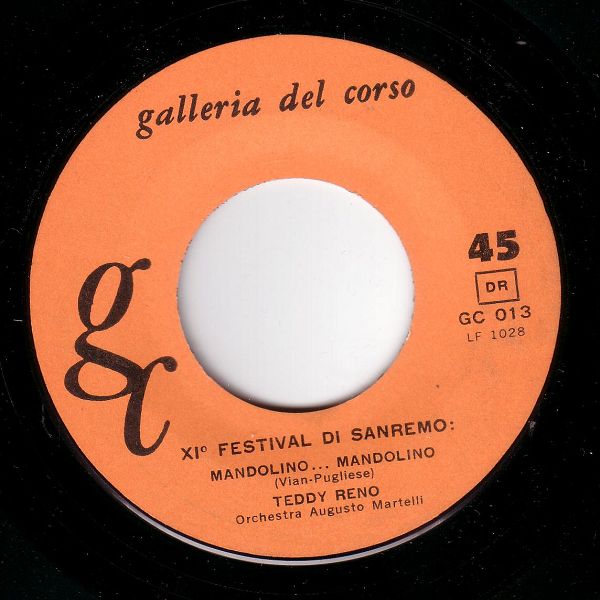 galleria del corso
45
DR
GC 013
LF 1028
gc
XIº FESTIVAL DI SANREMO:
MANDOLINO... MANDOLINO
(Vian-Pugliese)
TEDDY RENO
Orchestra Augusto Martelli